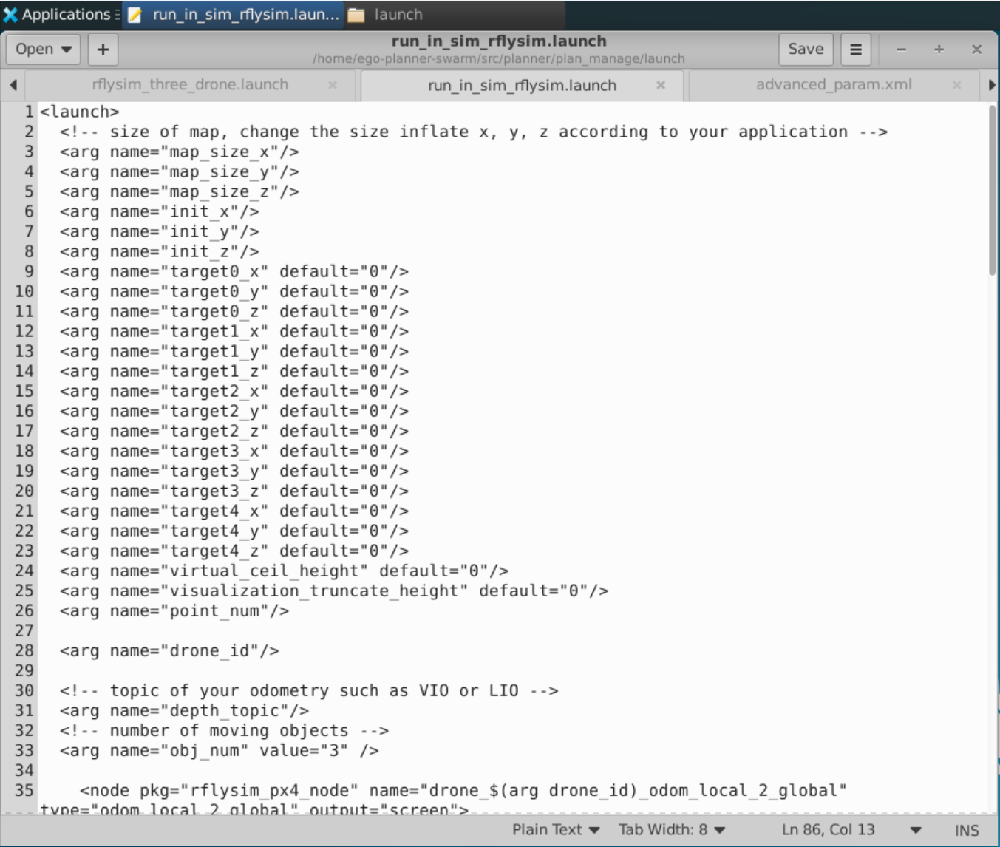 Applications
run_in_sim_rflysim.laun...
launch
Open
+
run_in_sim_rflysim.launch
/home/ego-planner-swarm/src/planner/plan_manage/launch
Save
rflysim_three_drone.launch
run_in_sim_rflysim.launch
advanced_param.xml
1 <launch>
2 <!-- size of map, change the size inflate x, y, z according to your application -->
3 <arg name="map_size_x"/>
4 <arg name="map_size_y"/>
5 <arg name="map_size_z"/>
6 <arg name="init_x"/>
7 <arg name="init_y"/>
8 <arg name="init_z"/>
9 <arg name="target0_x" default="0"/>
10 <arg name="target0_y" default="0"/>
11 <arg name="target0_z" default="0"/>
12 <arg name="target1_x" default="0"/>
13 <arg name="target1_y" default="0"/>
14 <arg name="target1_z" default="0"/>
15 <arg name="target2_x" default="0"/>
16 <arg name="target2_y" default="0"/>
17 <arg name="target2_z" default="0"/>
18 <arg name="target3_x" default="0"/>
19 <arg name="target3_y" default="0"/>
20 <arg name="target3_z" default="0"/>
21 <arg name="target4_x" default="0"/>
22 <arg name="target4_y" default="0"/>
23 <arg name="target4_z" default="0"/>
24 <arg name="virtual_ceil_height" default="0"/>
25 <arg name="visualization_truncate_height" default="0"/>
26 <arg name="point_num"/>
27
28 <arg name="drone_id"/>
29
30 <!-- topic of your odometry such as VIO or LIO -->
31 <arg name="depth_topic"/>
32 <!-- number of moving objects -->
33 <arg name="obj_num" value="3" />
34
35 <node pkg="rflysim_px4_node" name="drone_$(arg drone_id)_odom_local_2_global"
type="odom_local_2_global" output="screen">
Plain Text
Tab Width: 8
Ln 86, Col 13
INS